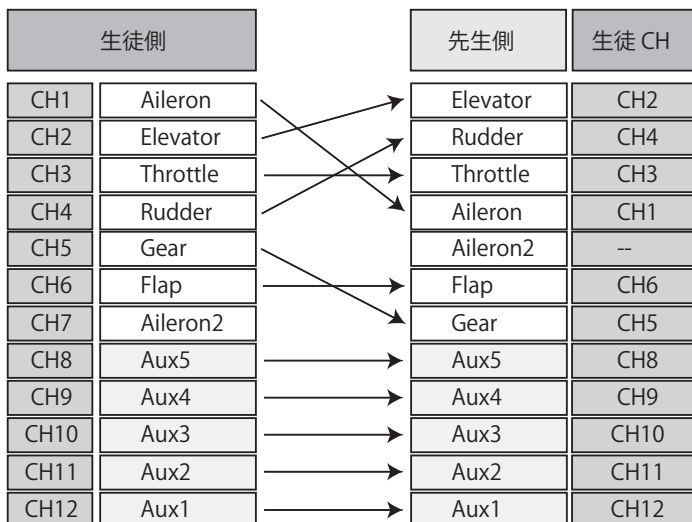 生徒側 先生側 生徒 CH
CH1 Aileron Elevator CH2
CH2 Elevator Rudder CH4
CH3 Throttle Throttle CH3
CH4 Rudder Aileron CH1
CH5 Gear Aileron2 --
CH6 Flap Flap CH6
CH7 Aileron2 Gear CH5
CH8 Aux5 Aux5 CH8
CH9 Aux4 Aux4 CH9
CH10 Aux3 Aux3 CH10
CH11 Aux2 Aux2 CH11
CH12 Aux1 Aux1 CH12